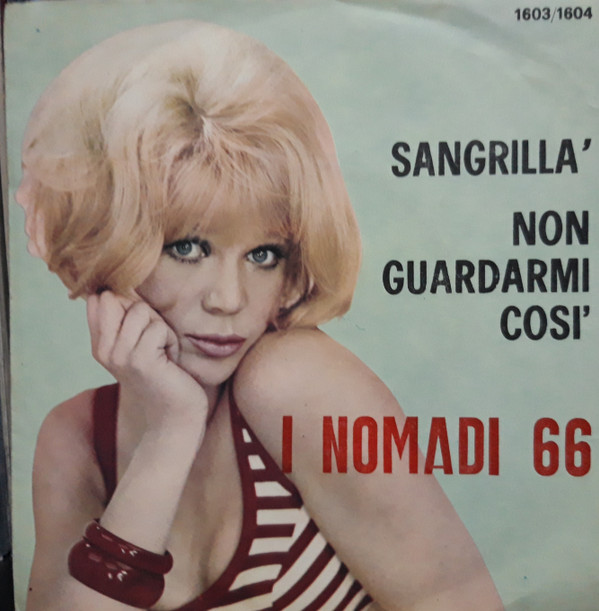 1603/1604
SANGRILLA'
NON
GUARDARMI
COSI'
I NOMADI 66